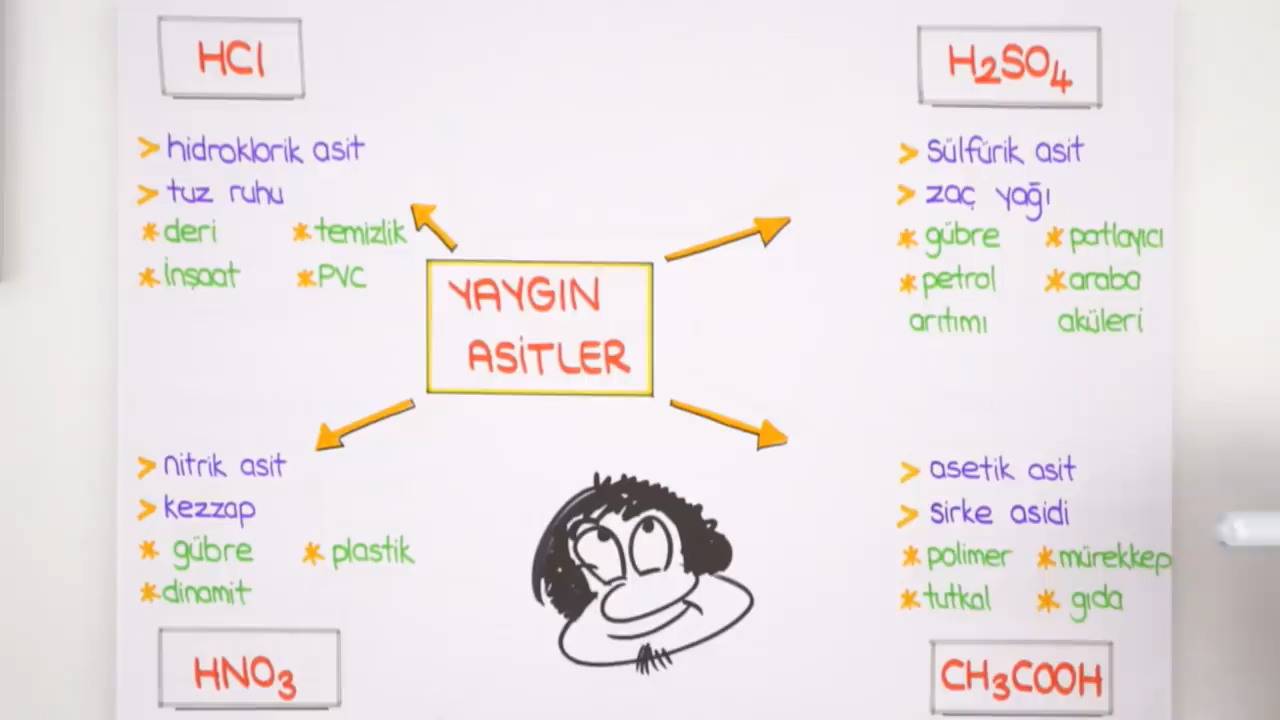 HCl
> hidroklorik asit
> tuz ruhu
* deri * temizlik
* İnşaat * PVC
H2SO4
> sülfürik asit
> zaç yağı
* gübre * patlayıcı
* petrol arıtımı * araba aküleri
YAYGIN
ASİTLER
> nitrik asit
> kezzap
* gübre * plastik
* dinamit
HNO3
> asetik asit
> sirke asidi
* polimer * mürekkep
* tutkal * gıda
CH3COOH